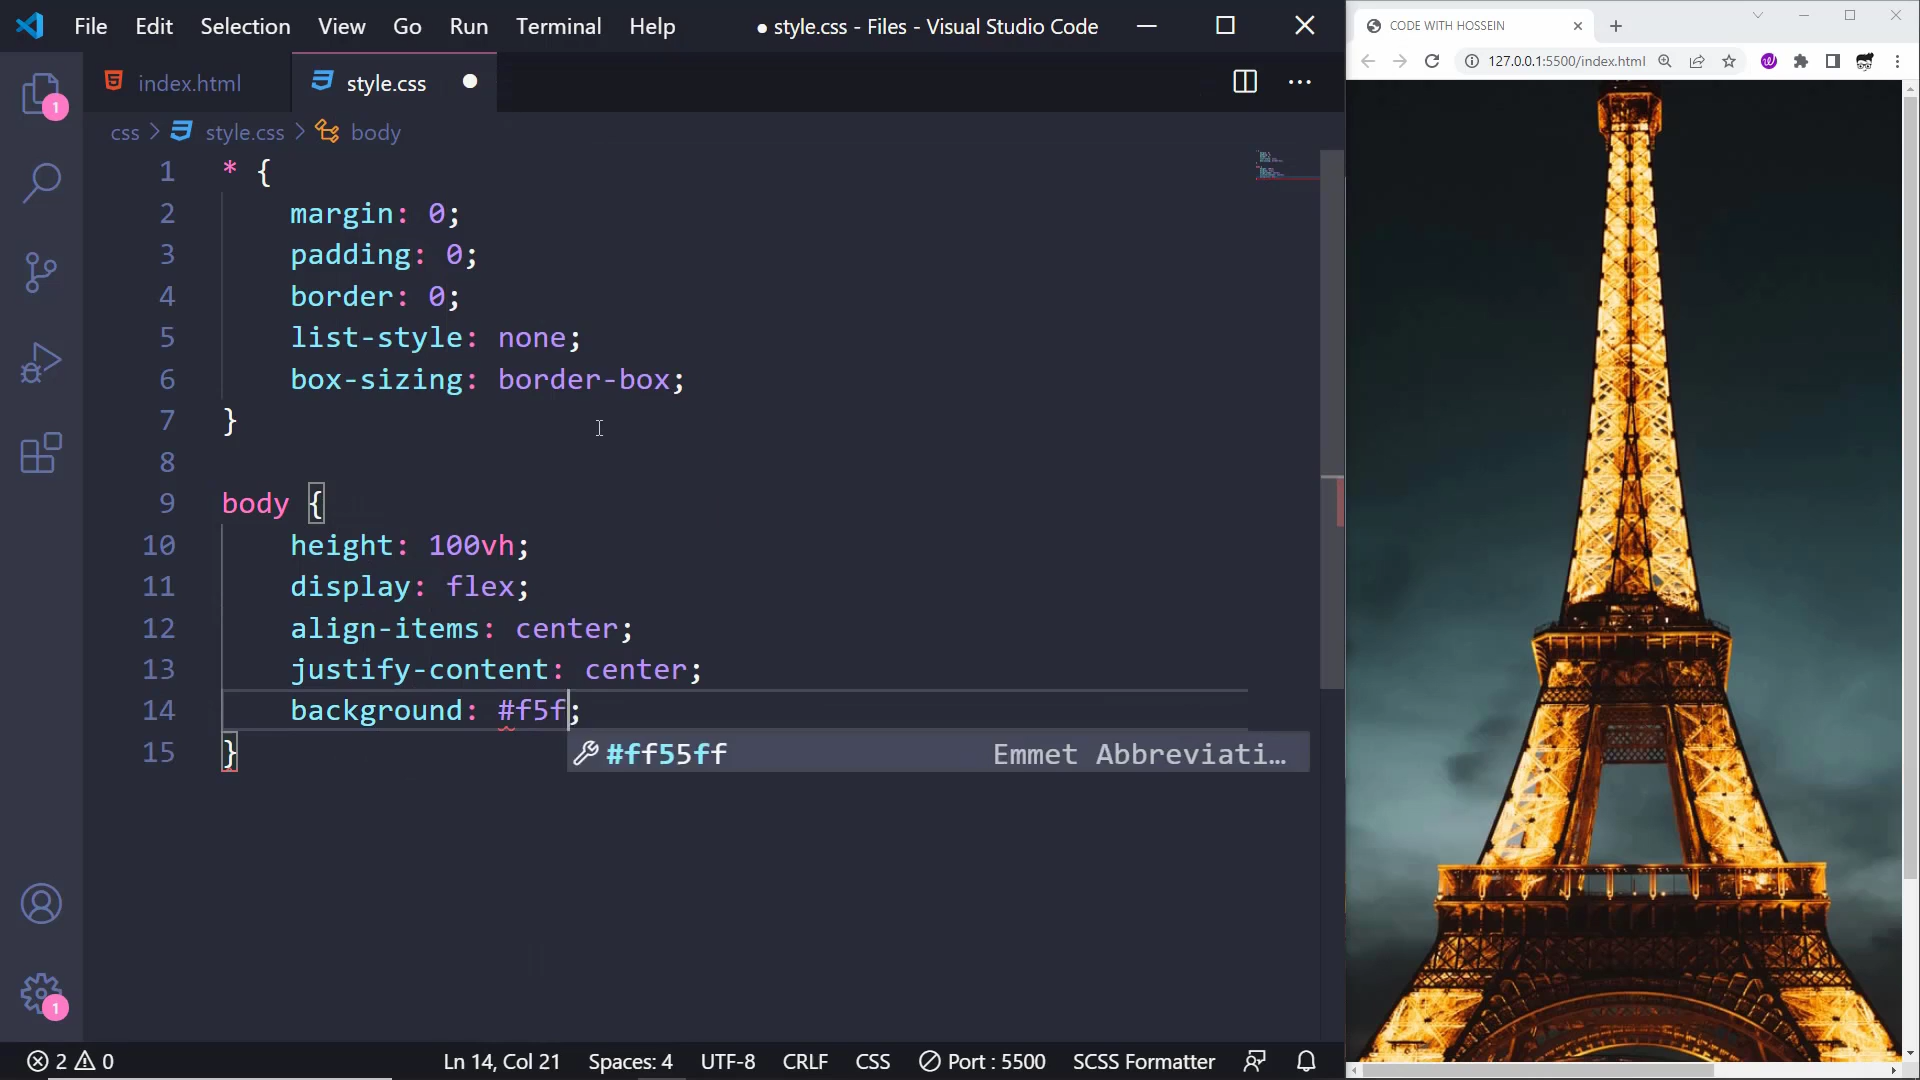 File Edit Selection View Go Run Terminal Help ● style.css - Files - Visual Studio Code
index.html style.css
css > style.css > body
1 * {
2 margin: 0;
3 padding: 0;
4 border: 0;
5 list-style: none;
6 box-sizing: border-box;
7 }
8
9 body {
10 height: 100vh;
11 display: flex;
12 align-items: center;
13 justify-content: center;
14 background: #f5f;
15 }
#ff55ff Emmet Abbreviati...
1
1
2 0 Ln 14, Col 21 Spaces: 4 UTF-8 CRLF CSS Port : 5500 SCSS Formatter
CODE WITH HOSSEIN
127.0.0.1:5500/index.html